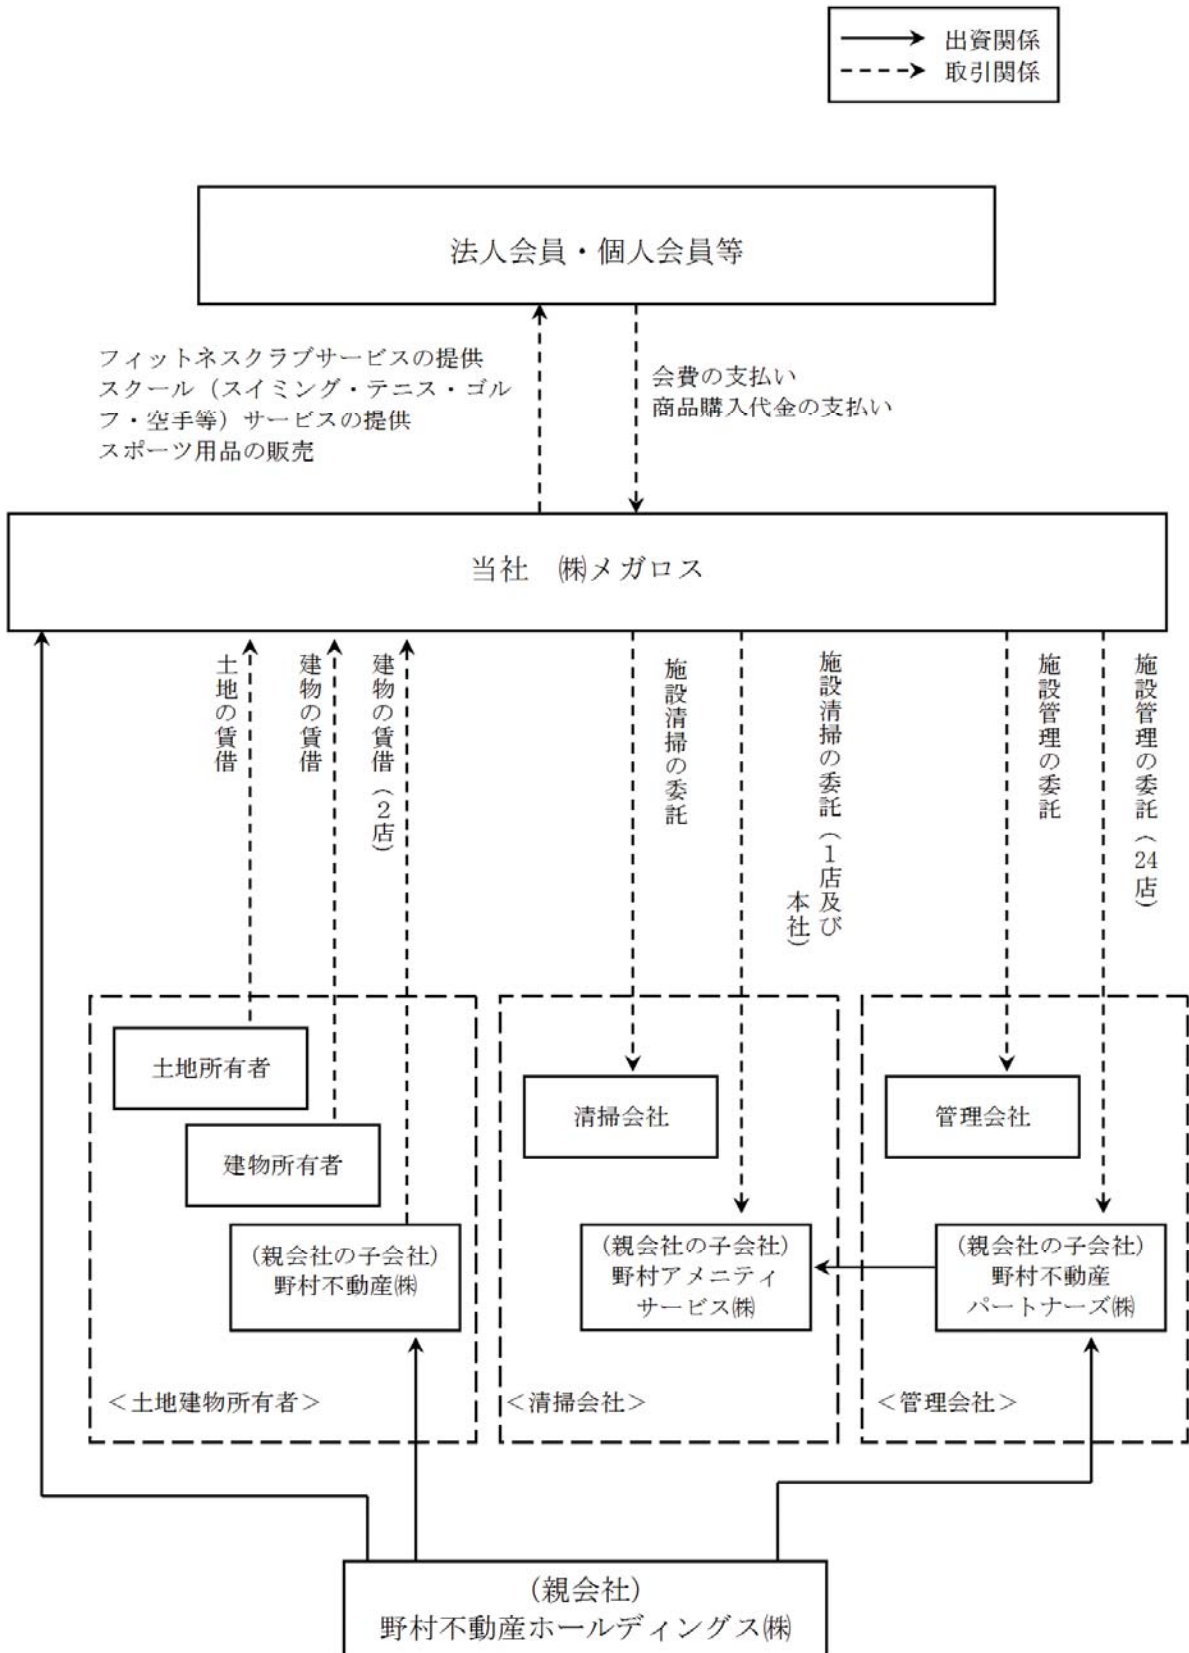 出資関係
取引関係
法人会員・個人会員等
フィットネスクラブサービスの提供
スクール（スイミング・テニス・ゴル
フ・空手等）サービスの提供
スポーツ用品の販売
会費の支払い
商品購入代金の支払い
当社　㈱メガロス
土地の賃借
建物の賃借
建物の賃借（2店）
施設清掃の委託
施設清掃の委託（1店及び
本社）
施設管理の委託
施設管理の委託（24店）
土地所有者
建物所有者
(親会社の子会社)
野村不動産㈱
＜土地建物所有者＞
清掃会社
(親会社の子会社)
野村アメニティ
サービス㈱
＜清掃会社＞
管理会社
(親会社の子会社)
野村不動産
パートナーズ㈱
＜管理会社＞
(親会社)
野村不動産ホールディングス㈱